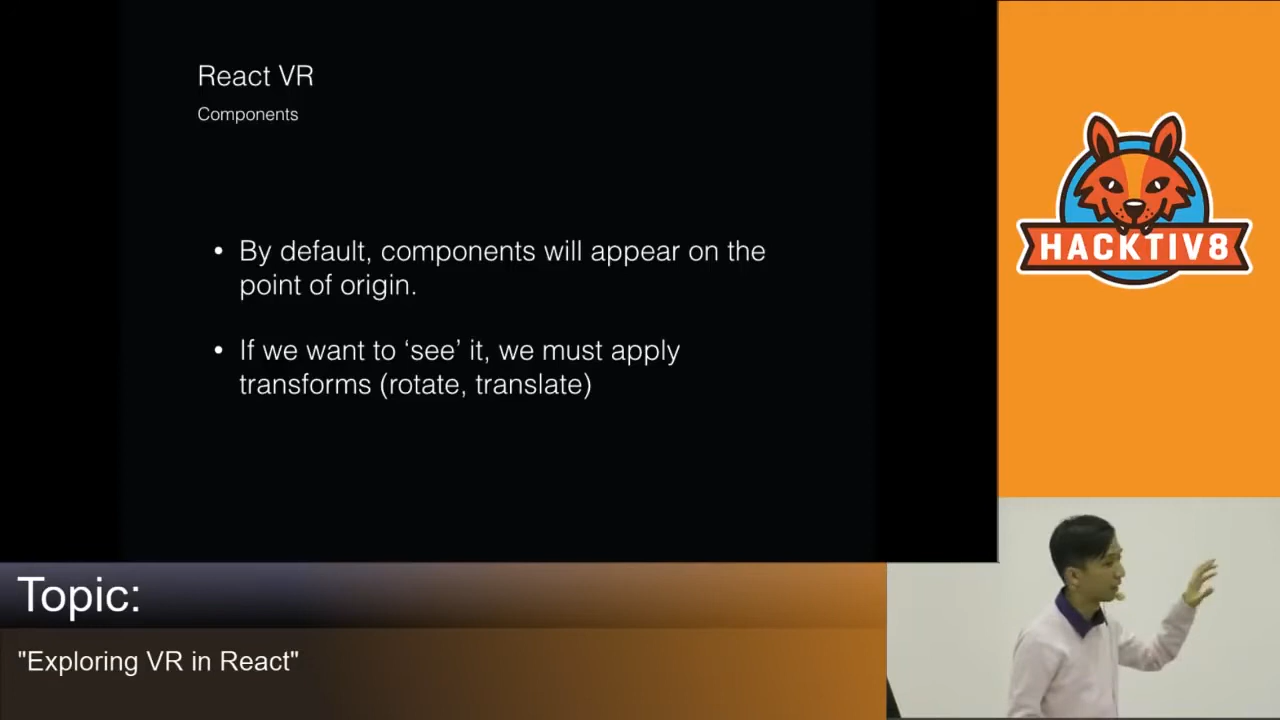 React VR
Components
• By default, components will appear on the
point of origin.
• If we want to ‘see’ it, we must apply
transforms (rotate, translate)
HACKTIV8
Topic:
"Exploring VR in React"